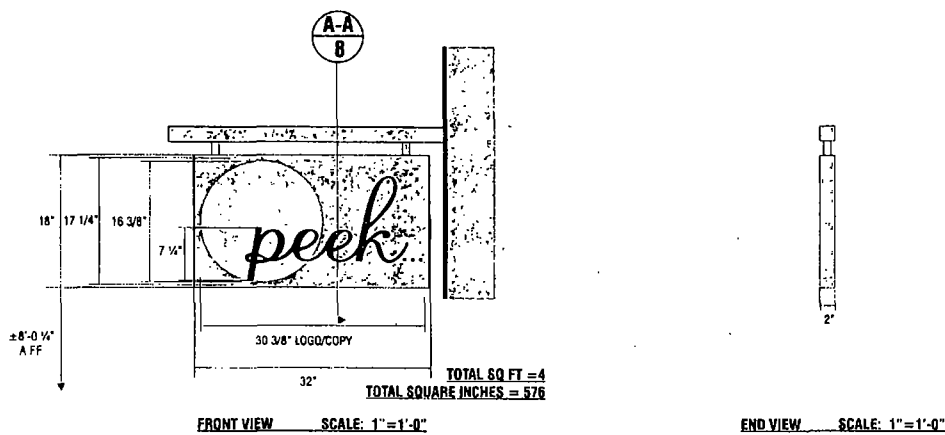 A-A
8
18"
17 1/4"
16 3/8"
7 ¼"
peek...
±8'-0 ¼"
A FF
30 3/8" LOGO/COPY
32"
TOTAL SQ FT =4
TOTAL SQUARE INCHES = 576
FRONT VIEW SCALE: 1"=1'-0"
2"
END VIEW SCALE: 1"=1'-0"